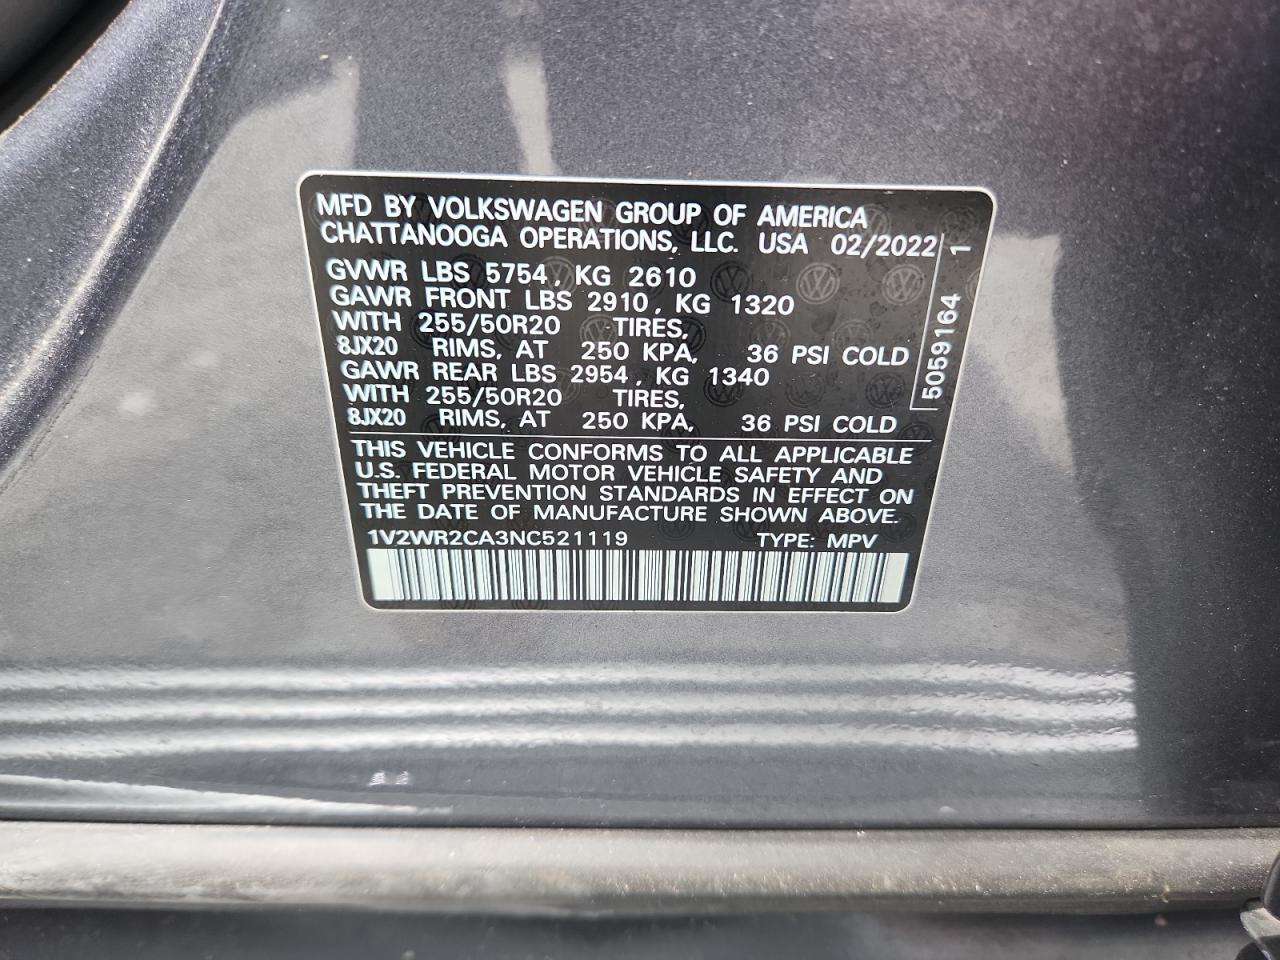 MFD BY VOLKSWAGEN GROUP OF AMERICA
CHATTANOOGA OPERATIONS, LLC. USA 02/2022
GVWR LBS 5754, KG 2610
GAWR FRONT LBS 2910, KG 1320
WITH 255/50R20 TIRES,
8JX20 RIMS, AT 250 KPA, 36 PSI COLD
GAWR REAR LBS 2954, KG 1340
WITH 255/50R20 TIRES,
8JX20 RIMS, AT 250 KPA, 36 PSI COLD
5059164 1
THIS VEHICLE CONFORMS TO ALL APPLICABLE
U.S. FEDERAL MOTOR VEHICLE SAFETY AND
THEFT PREVENTION STANDARDS IN EFFECT ON
THE DATE OF MANUFACTURE SHOWN ABOVE.
1V2WR2CA3NC521119 TYPE: MPV